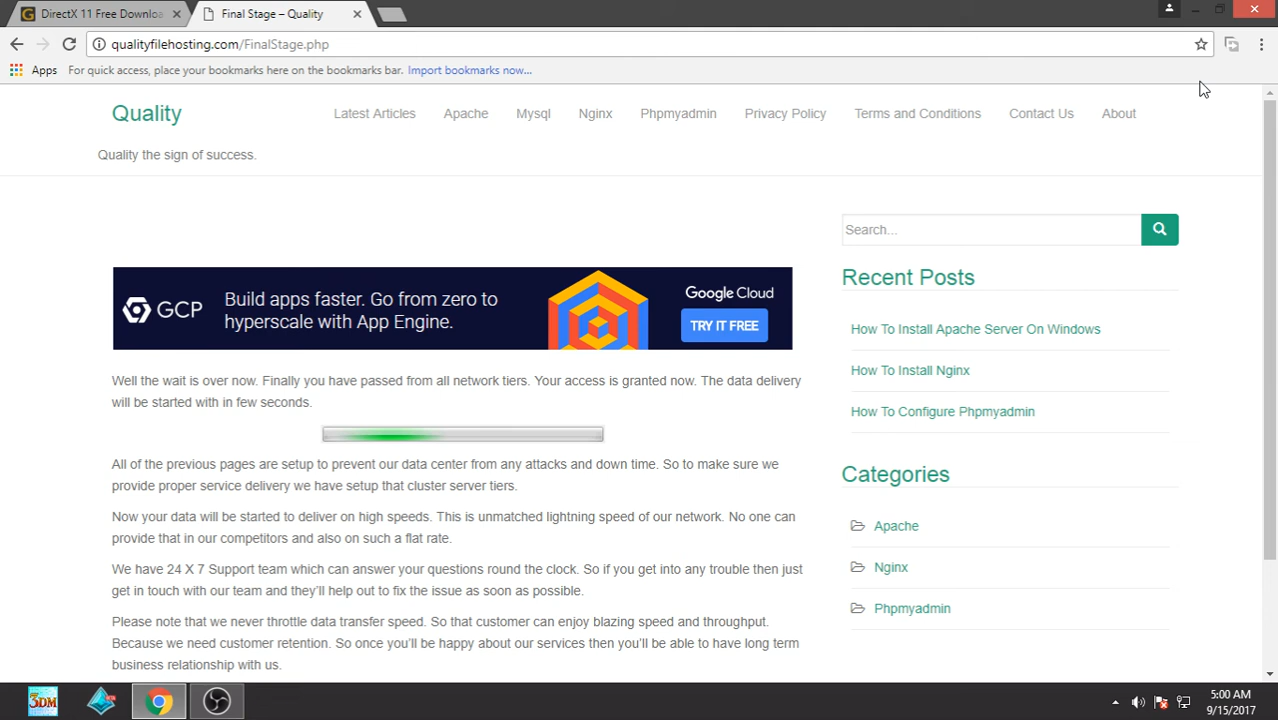 DirectX 11 Free Downloa
Final Stage – Quality
qualityfilehosting.com/FinalStage.php
Apps For quick access, place your bookmarks here on the bookmarks bar. Import bookmarks now...
Quality
Latest Articles Apache Mysql Nginx Phpmyadmin Privacy Policy Terms and Conditions Contact Us About
Quality the sign of success.
GCP
Build apps faster. Go from zero to
hyperscale with App Engine.
Google Cloud
TRY IT FREE
Well the wait is over now. Finally you have passed from all network tiers. Your access is granted now. The data delivery
will be started with in few seconds.
All of the previous pages are setup to prevent our data center from any attacks and down time. So to make sure we
provide proper service delivery we have setup that cluster server tiers.
Now your data will be started to deliver on high speeds. This is unmatched lightning speed of our network. No one can
provide that in our competitors and also on such a flat rate.
We have 24 X 7 Support team which can answer your questions round the clock. So if you get into any trouble then just
get in touch with our team and they'll help out to fix the issue as soon as possible.
Please note that we never throttle data transfer speed. So that customer can enjoy blazing speed and throughput.
Because we need customer retention. So once you'll be happy about our services then you'll be able to have long term
business relationship with us.
Search...
Recent Posts
How To Install Apache Server On Windows
How To Install Nginx
How To Configure Phpmyadmin
Categories
Apache
Nginx
Phpmyadmin
3DM
5:00 AM
9/15/2017